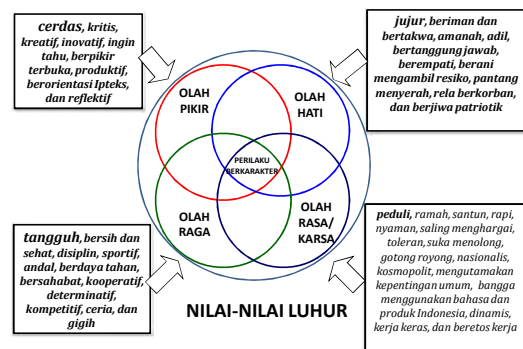 cerdas, kritis,
kreatif, inovatif, ingin
tahu, berpikir
terbuka, produktif,
berorientasi Ipteks,
dan reflektif
jujur, beriman dan
bertakwa, amanah, adil,
bertanggung jawab,
berempati, berani
mengambil resiko, pantang
menyerah, rela berkorban,
dan berjiwa patriotik
OLAH
PIKIR
OLAH
HATI
PERILAKU
BERKARAKTER
OLAH
RAGA
OLAH
RASA/
KARSA
tangguh, bersih dan
sehat, disiplin, sportif,
andal, berdaya tahan,
bersahabat, kooperatif,
determinatif,
kompetitif, ceria, dan
gigih
peduli, ramah, santun, rapi,
nyaman, saling menghargai,
toleran, suka menolong,
gotong royong, nasionalis,
kosmopolit, mengutamakan
kepentingan umum, bangga
menggunakan bahasa dan
produk Indonesia, dinamis,
kerja keras, dan beretos kerja
NILAI-NILAI LUHUR